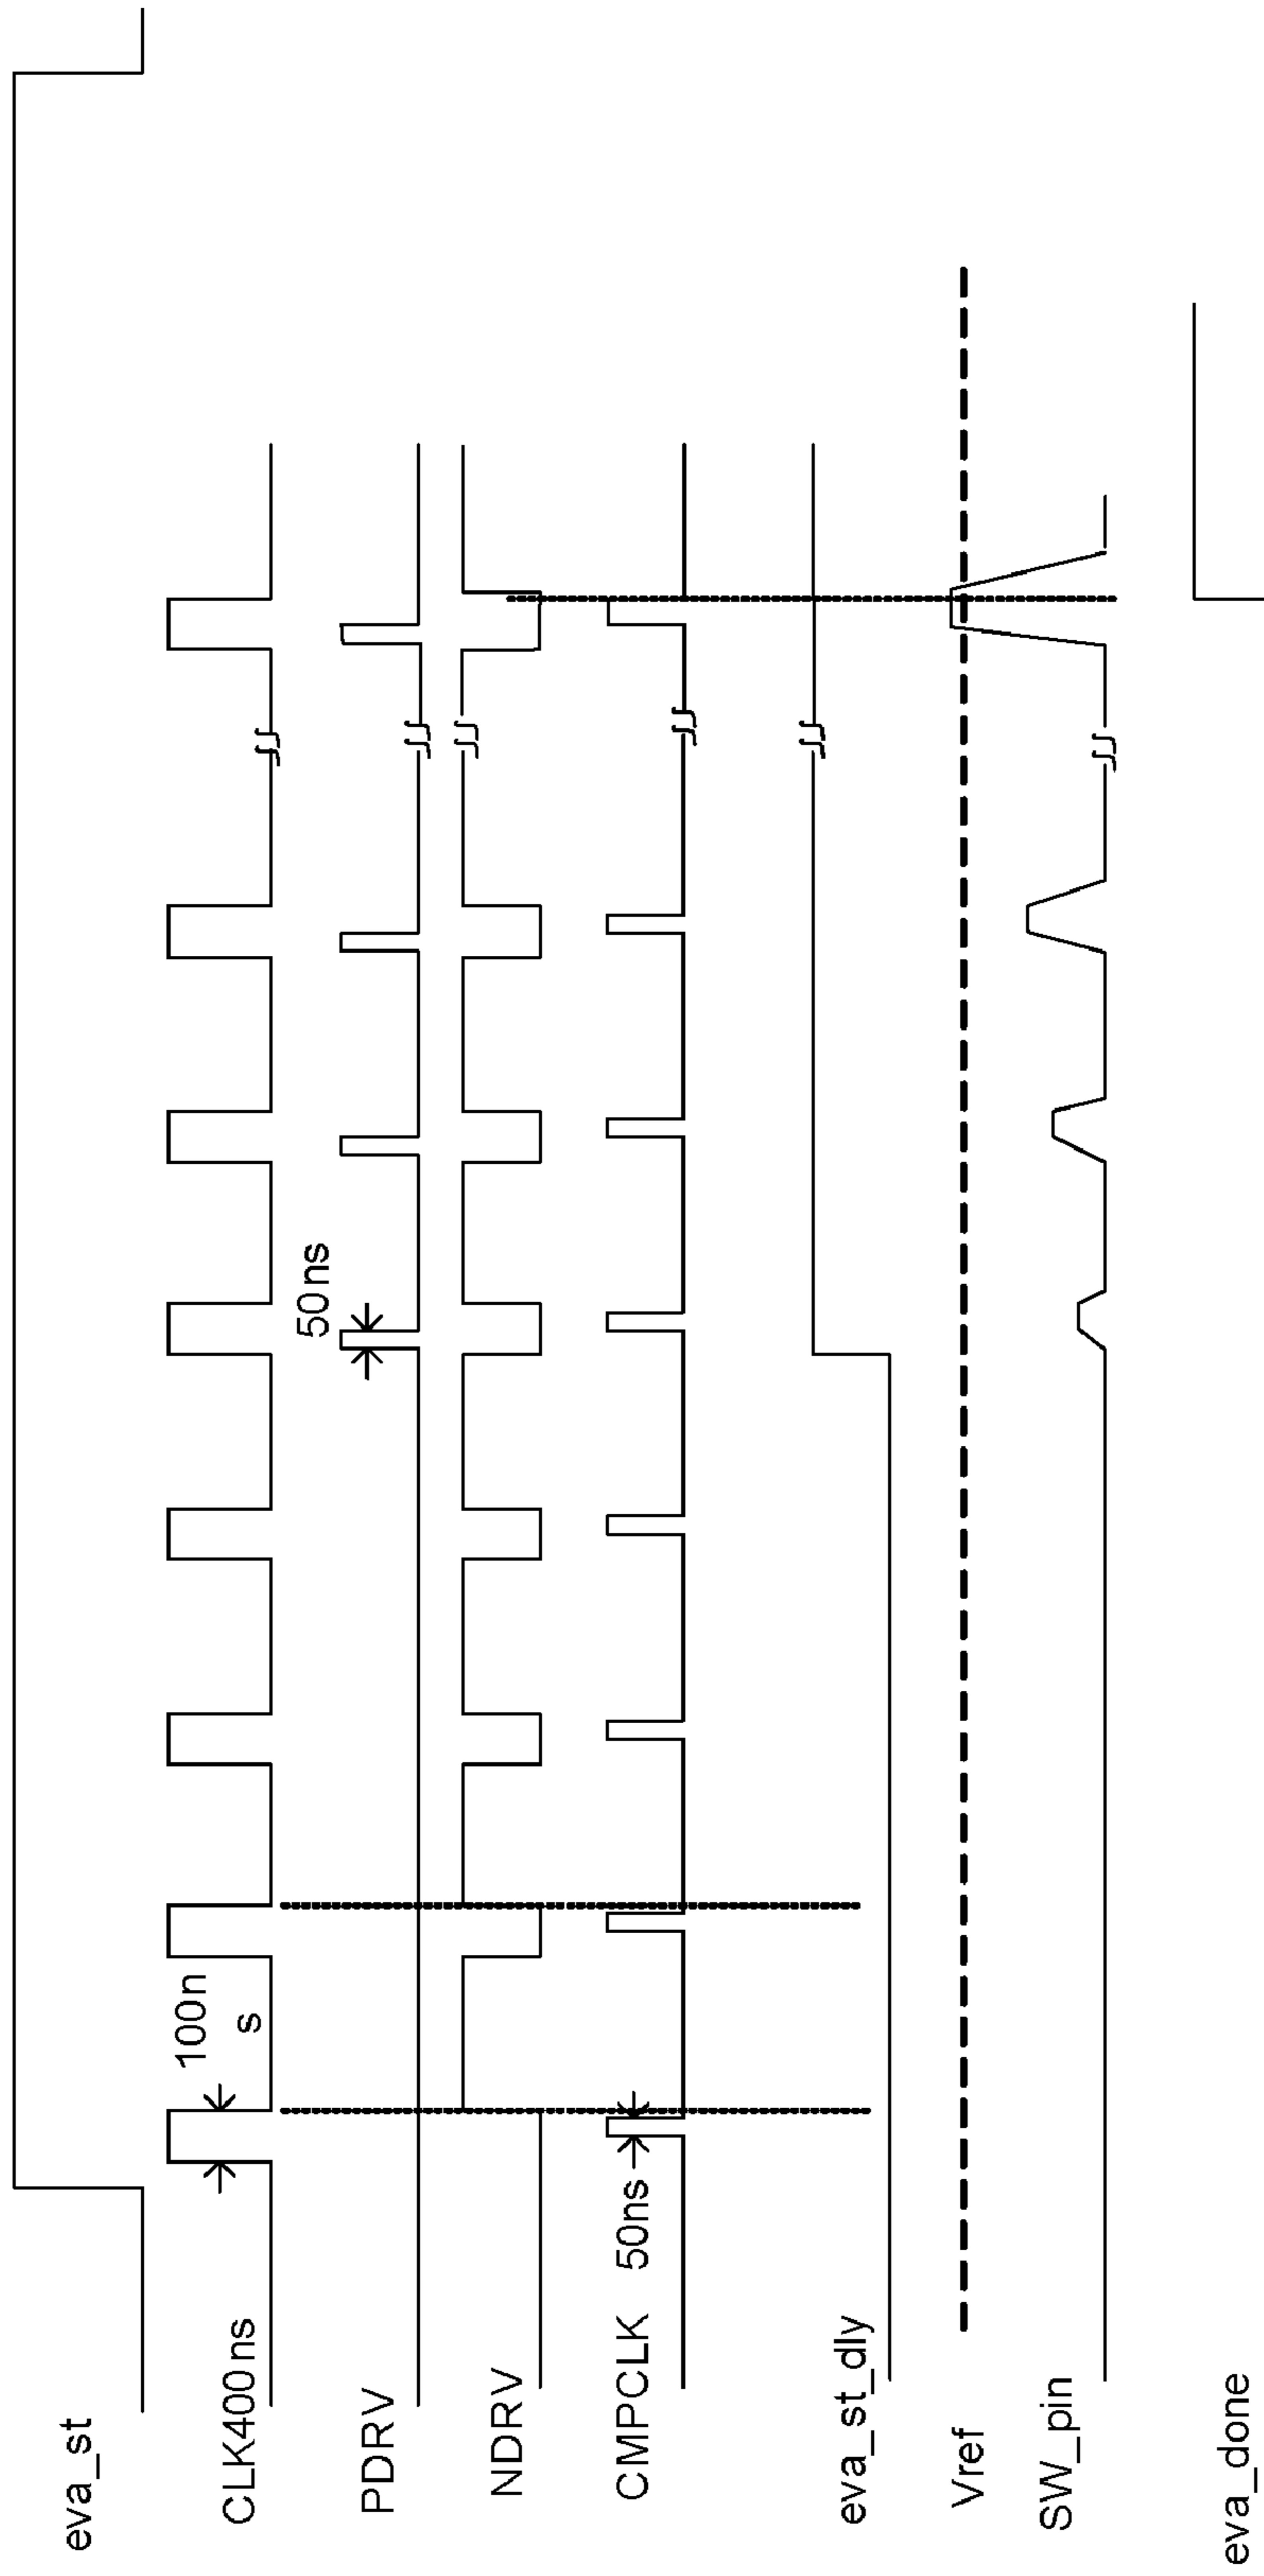 eva_st
CLK400ns
100n
s
PDRV
50ns
NDRV
CMPCLK
50ns
eva_st_dly
Vref
SW_pin
eva_done